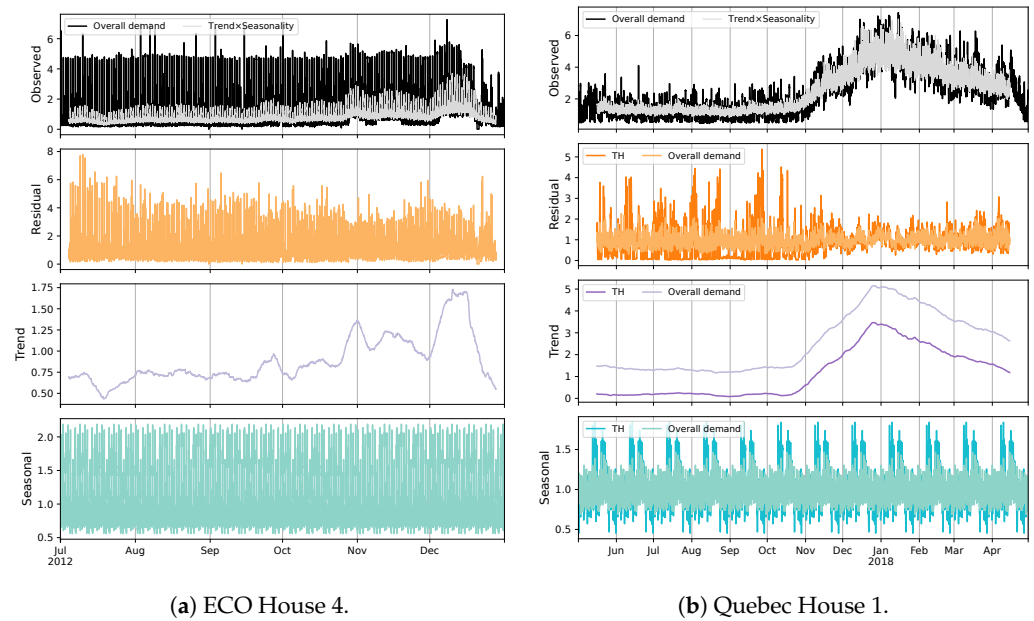 Overall demand Trend×Seasonality
Observed
6
4
2
0
Residual
8
6
4
2
0
Trend
1.75
1.50
1.25
1.00
0.75
0.50
Seasonal
2.0
1.5
1.0
0.5
Jul Aug Sep Oct Nov Dec
2012
(a) ECO House 4.
Overall demand Trend×Seasonality
Observed
6
4
2
TH Overall demand
Residual
5
4
3
2
1
0
TH Overall demand
Trend
5
4
3
2
1
0
TH Overall demand
Seasonal
1.5
1.0
0.5
Jun Jul Aug Sep Oct Nov Dec Jan Feb Mar Apr
2018
(b) Quebec House 1.